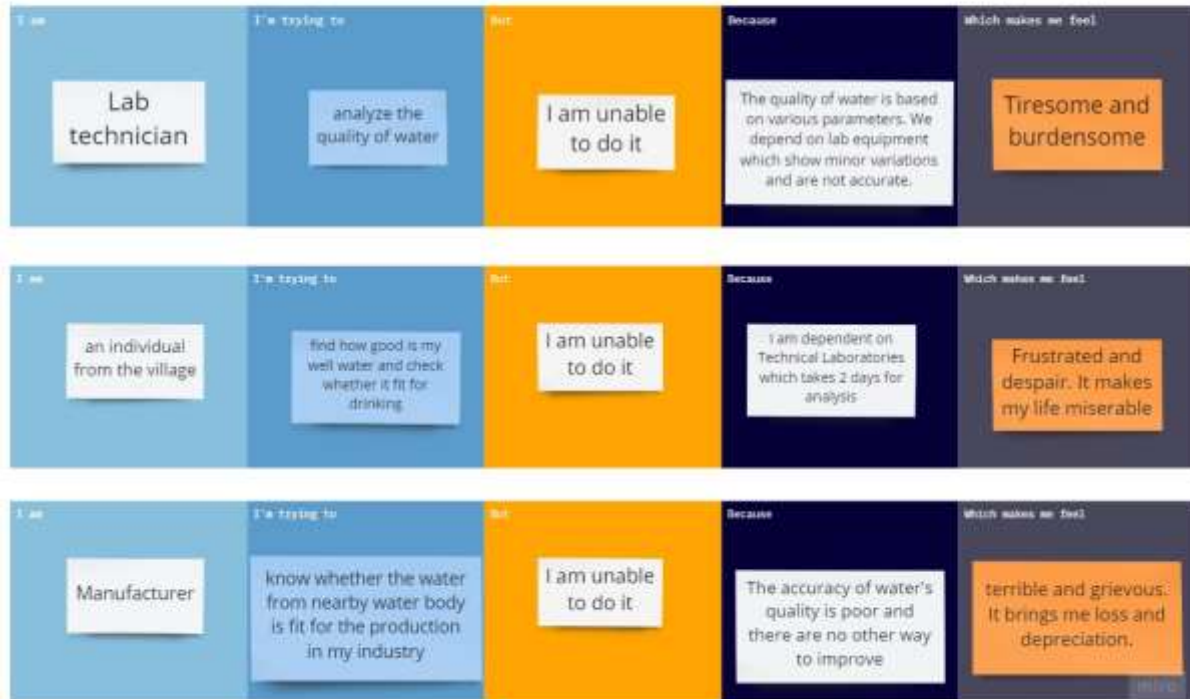 I am
I'm trying to
But
Because
Which makes me feel
Lab
technician
analyze the
quality of water
I am unable
to do it
The quality of water is based
on various parameters. We
depend on lab equipment
which show minor variations
and are not accurate.
Tiresome and
burdensome
I am
I'm trying to
But
Because
Which makes me feel
an individual
from the village
find how good is my
well water and check
whether it fit for
drinking
I am unable
to do it
I am dependent on
Technical Laboratories
which takes 2 days for
analysis
Frustrated and
despair. It makes
my life miserable
I am
I'm trying to
But
Because
Which makes me feel
Manufacturer
know whether the water
from nearby water body
is fit for the production
in my industry
I am unable
to do it
The accuracy of water's
quality is poor and
there are no other way
to improve
terrible and grievous.
It brings me loss and
depreciation.
miro